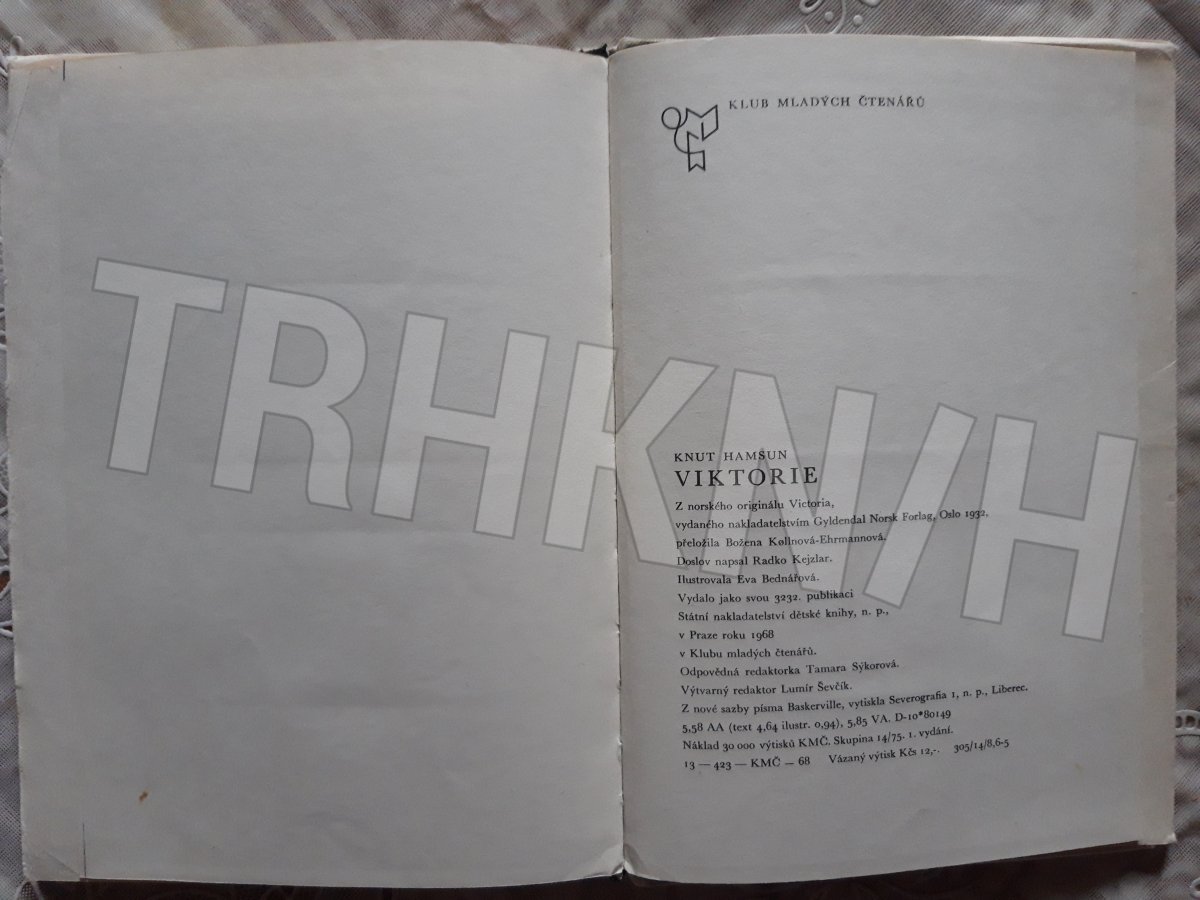 KLUB MLADÝCH ČTENÁŘŮ
TRHKNI/H
KNUT HAMSUN
VIKTORIE
Z norského originálu Victoria,
vydaného nakladatelstvím Gyldendal Norsk Forlag, Oslo 1932,
přeložila Božena Køllnová-Ehrmannová.
Doslov napsal Radko Kejzlar.
Ilustrovala Eva Bednářová.
Vydalo jako svou 3232. publikaci
Státní nakladatelství dětské knihy, n. p.,
v Praze roku 1968
v Klubu mladých čtenářů.
Odpovědná redaktorka Tamara Sýkorová.
Výtvarný redaktor Lumír Ševčík.
Z nové sazby písma Baskerville, vytiskla Severografia 1, n. p., Liberec.
5,58 AA (text 4,64 ilustr. 0,94), 5,85 VA. D-10*80149
Náklad 30 000 výtisků KMČ. Skupina 14/75. 1. vydání.
13 — 423 — KMČ — 68 Vázaný výtisk Kčs 12,-. 305/14/8,6-5